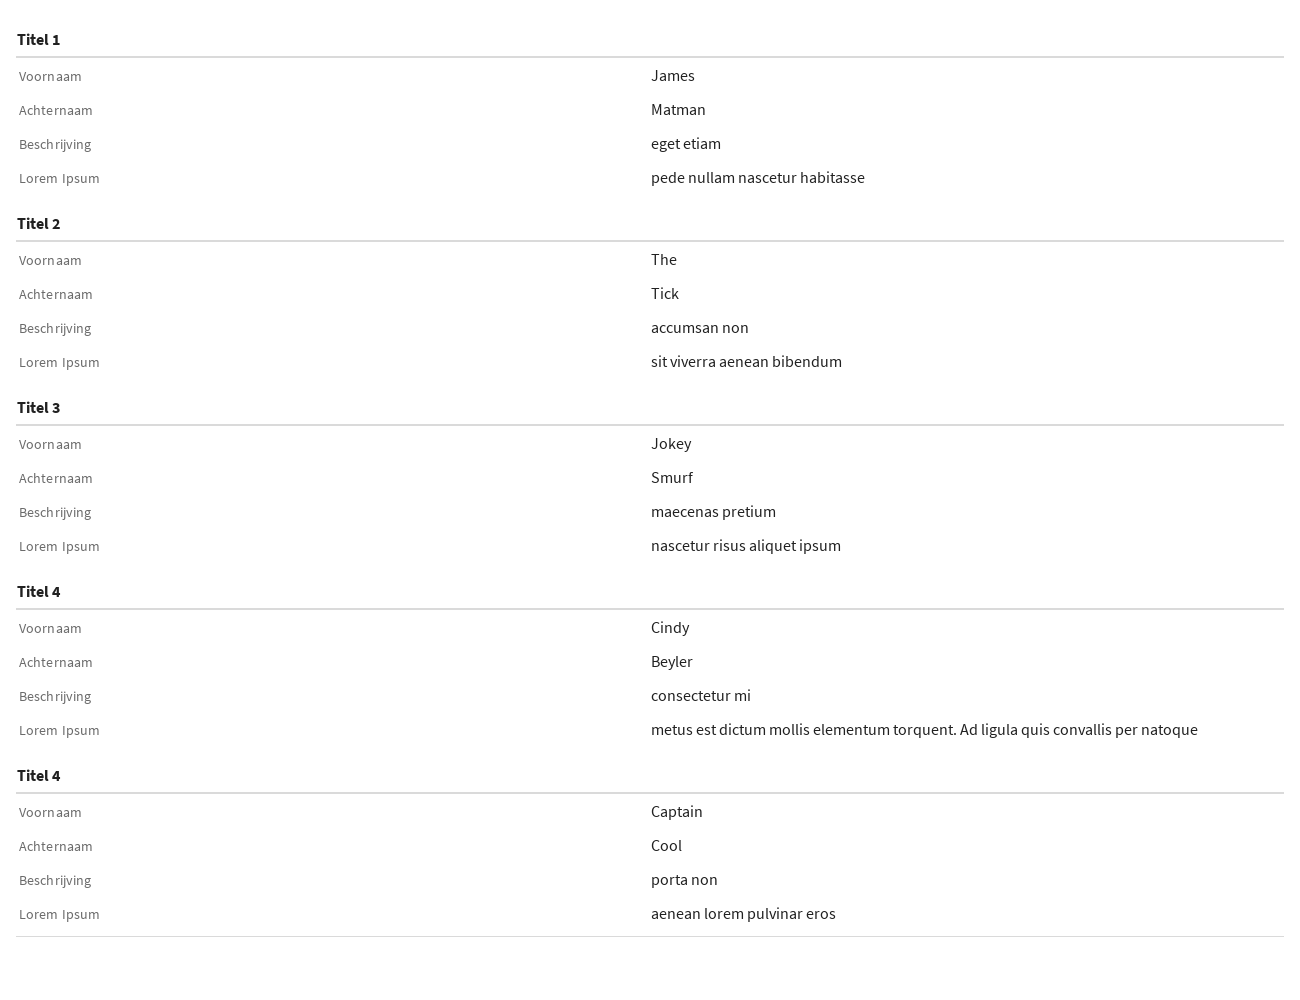 Titel 1
Voornaam James
Achternaam Matman
Beschrijving eget etiam
Lorem Ipsum pede nullam nascetur habitasse
Titel 2
Voornaam The
Achternaam Tick
Beschrijving accumsan non
Lorem Ipsum sit viverra aenean bibendum
Titel 3
Voornaam Jokey
Achternaam Smurf
Beschrijving maecenas pretium
Lorem Ipsum nascetur risus aliquet ipsum
Titel 4
Voornaam Cindy
Achternaam Beyler
Beschrijving consectetur mi
Lorem Ipsum metus est dictum mollis elementum torquent. Ad ligula quis convallis per natoque
Titel 4
Voornaam Captain
Achternaam Cool
Beschrijving porta non
Lorem Ipsum aenean lorem pulvinar eros